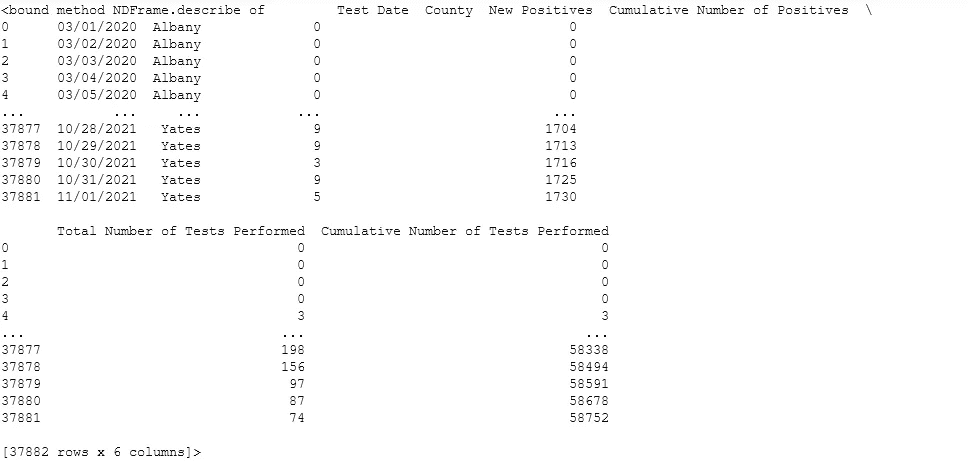 <bound method NDFrame.describe of         Test Date  County  New Positives  Cumulative Number of Positives  \
0      03/01/2020  Albany              0                               0
1      03/02/2020  Albany              0                               0
2      03/03/2020  Albany              0                               0
3      03/04/2020  Albany              0                               0
4      03/05/2020  Albany              0                               0
...           ...     ...            ...                             ...
37877  10/28/2021   Yates              9                            1704
37878  10/29/2021   Yates              9                            1713
37879  10/30/2021   Yates              3                            1716
37880  10/31/2021   Yates              9                            1725
37881  11/01/2021   Yates              5                            1730
       Total Number of Tests Performed  Cumulative Number of Tests Performed
0                                    0                                     0
1                                    0                                     0
2                                    0                                     0
3                                    0                                     0
4                                    3                                     3
...                                ...                                   ...
37877                              198                                 58338
37878                              156                                 58494
37879                               97                                 58591
37880                               87                                 58678
37881                               74                                 58752
[37882 rows x 6 columns]>